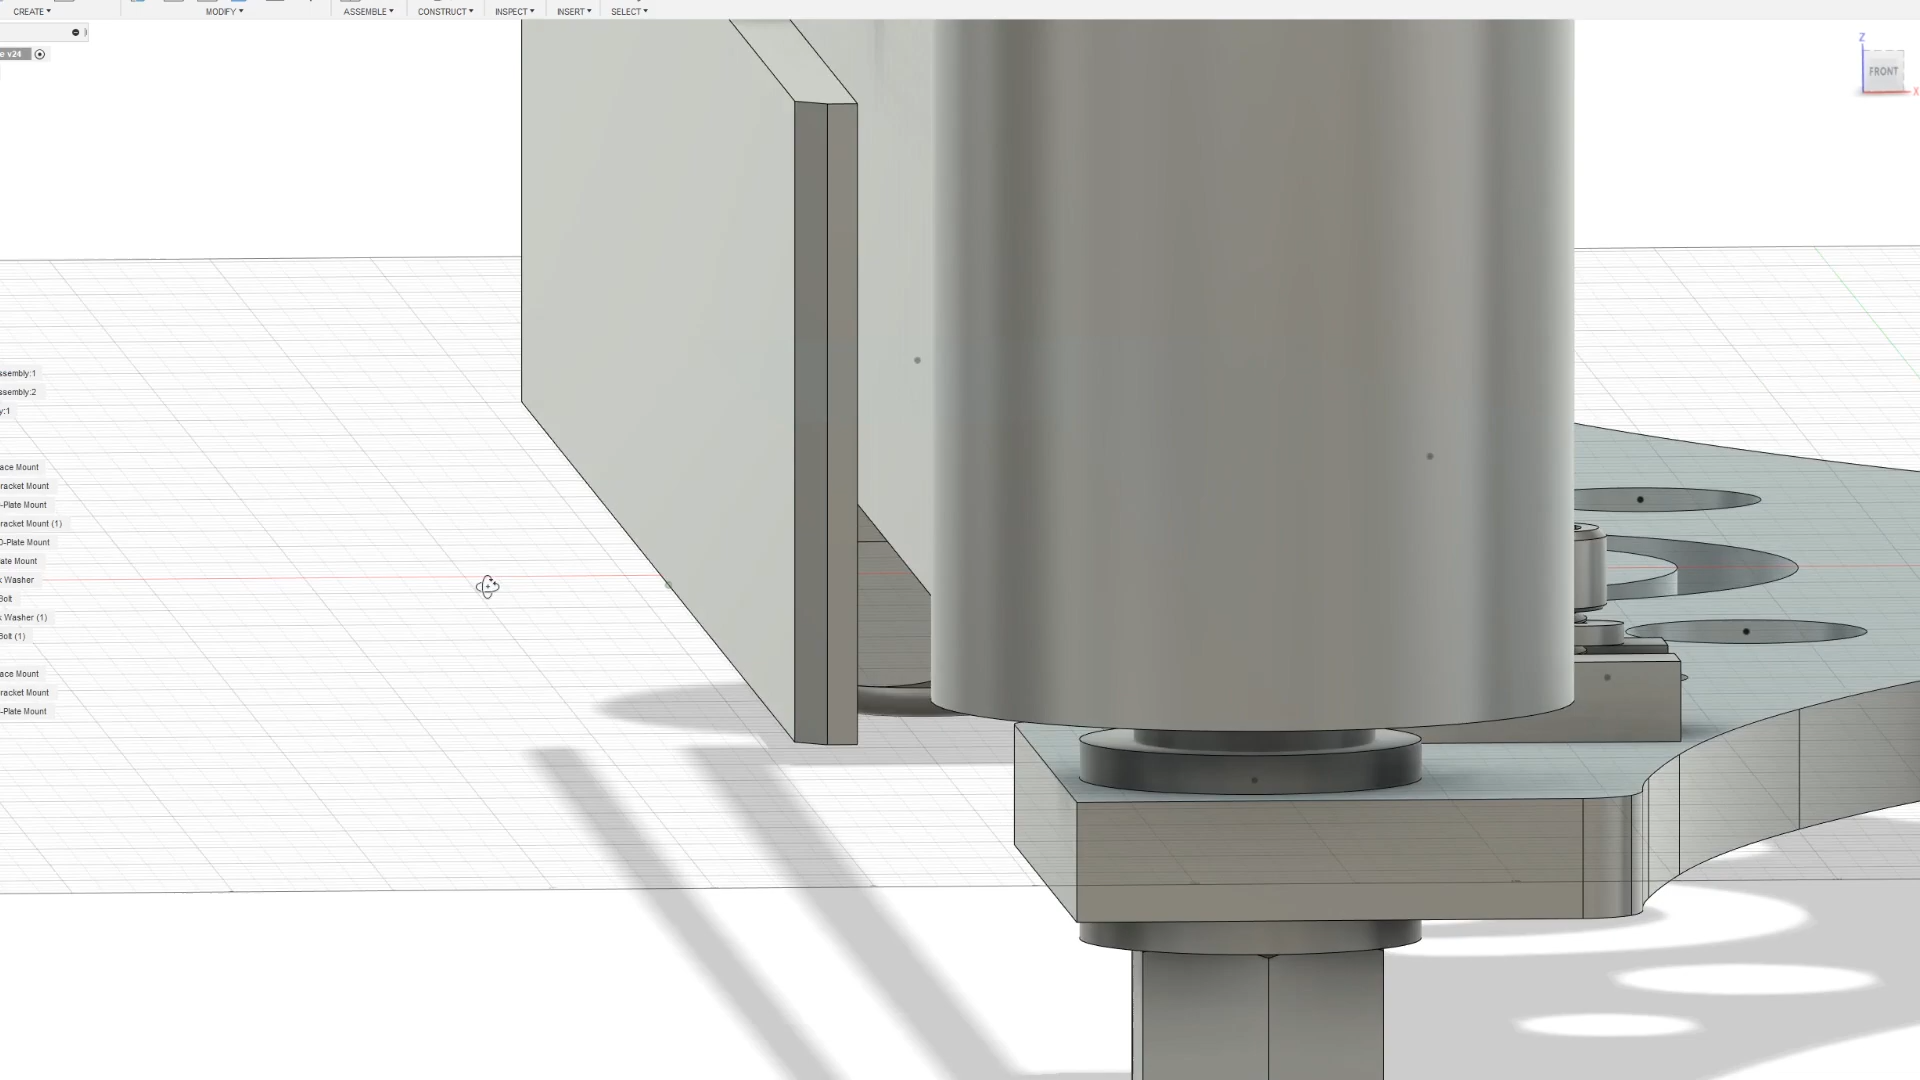 CREATE
MODIFY
ASSEMBLE
CONSTRUCT
INSPECT
INSERT
SELECT
e v24
Z
FRONT
X
ssembly:1
ssembly:2
y:1
ace Mount
racket Mount
-Plate Mount
racket Mount (1)
D-Plate Mount
late Mount
k Washer
Bolt
k Washer (1)
Bolt (1)
ace Mount
racket Mount
-Plate Mount